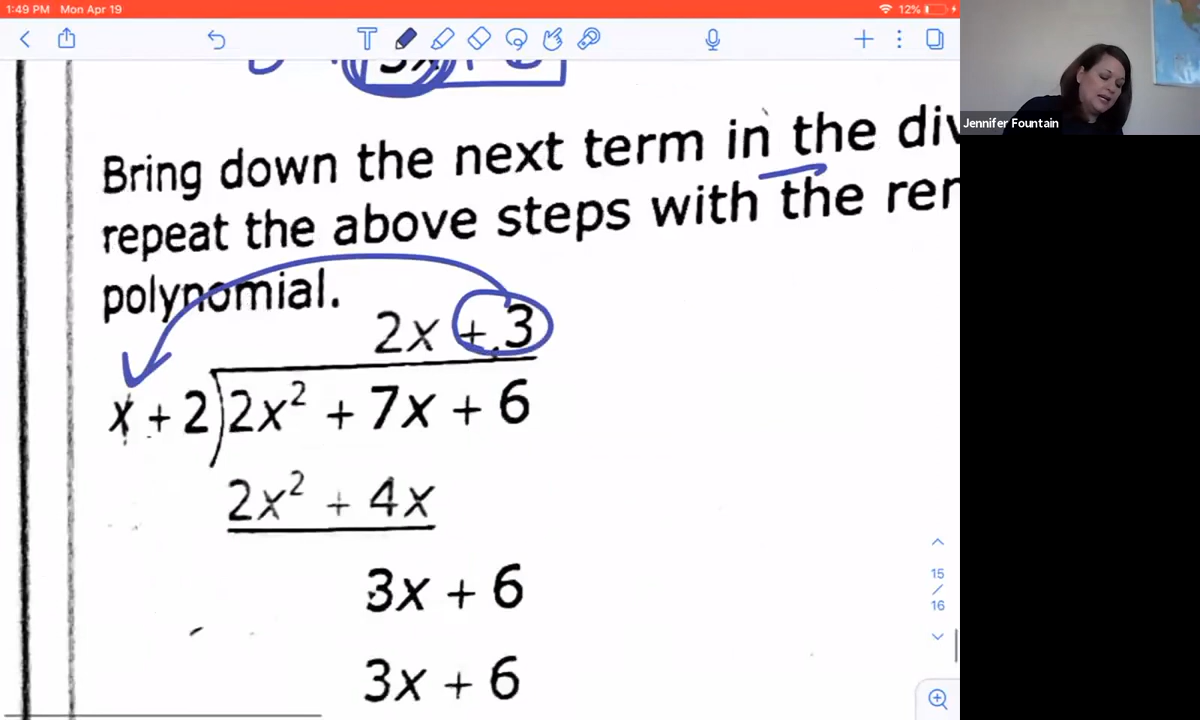 1:49 PM Mon Apr 19
12%
Jennifer Fountain
Bring down the next term in the div
repeat the above steps with the rer
polynomial.
2x + 3
x + 2 2x² + 7x + 6
2x² + 4x
3x + 6
3x + 6
15
/
16